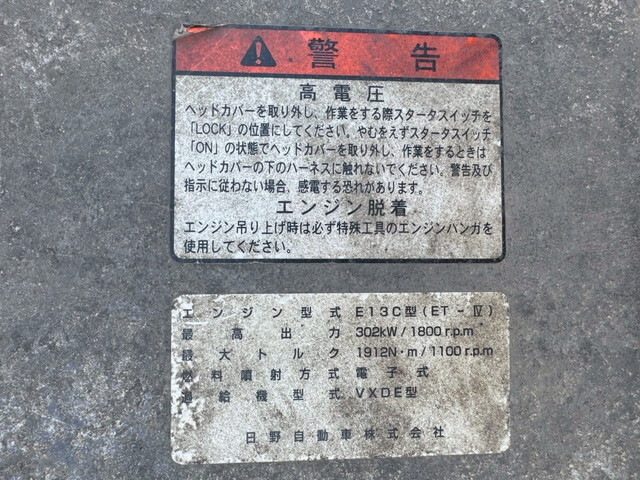 警告
高電圧
ヘッドカバーを取り外し、作業をする際スタータスイッチを
「LOCK」の位置にしてください。やむをえずスタータスイッチ
「ON」の状態でヘッドカバーを取り外し、作業をするときは
ヘッドカバーの下のハーネスに触れないでください。警告及び
指示に従わない場合、感電する恐れがあります。
エンジン脱着
エンジン吊り上げ時は必ず特殊工具のエンジンハンガを
使用してください。
エンジン型式 E13C型(ET-Ⅳ)
最高出力 302kW/1800r.p.m
最大トルク 1912N・m/1100r.p.m
燃料噴射方式 電子式
過給機型式 VXDE型
日野自動車株式会社